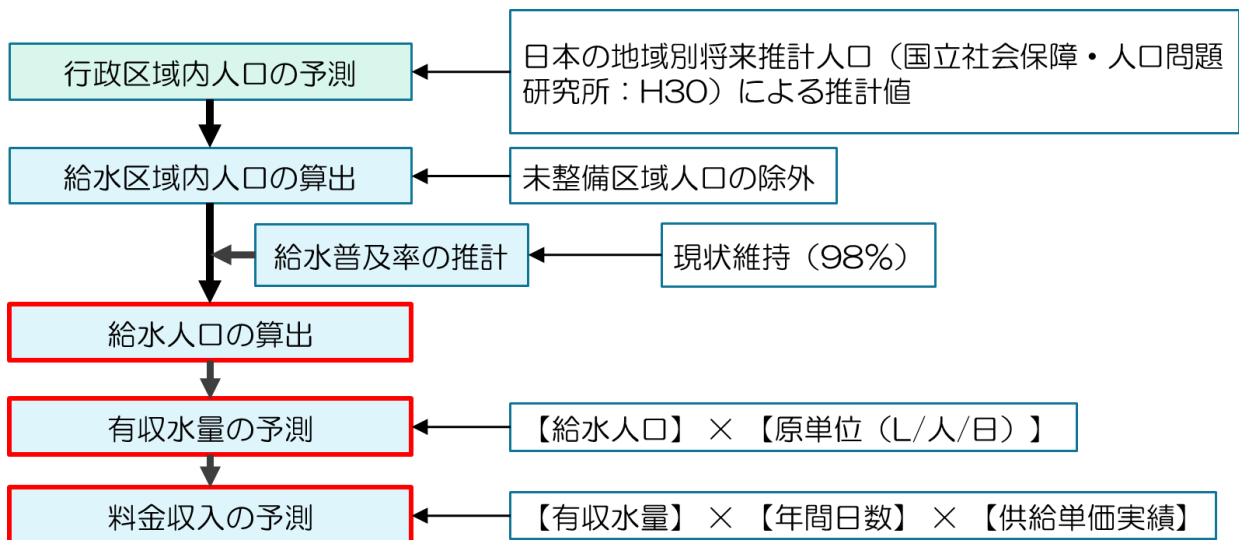 行政区域内人口の予測
日本の地域別将来推計人口（国立社会保障・人口問題
研究所：H30）による推計値
給水区域内人口の算出
未整備区域人口の除外
給水普及率の推計
現状維持（98%）
給水人口の算出
有収水量の予測
【給水人口】 × 【原単位（L/人/日）】
料金収入の予測
【有収水量】 × 【年間日数】 × 【供給単価実績】